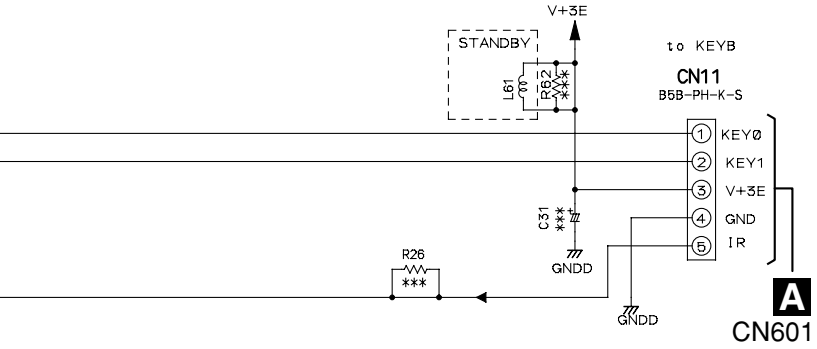 V+3E
STANDBY
to KEYB
CN11
B5B-PH-K-S
L61
R62
***
1 KEY0
2 KEY1
3 V+3E
4 GND
5 IR
C31
***
+
GNDD
R26
***
GNDD
A
CN601